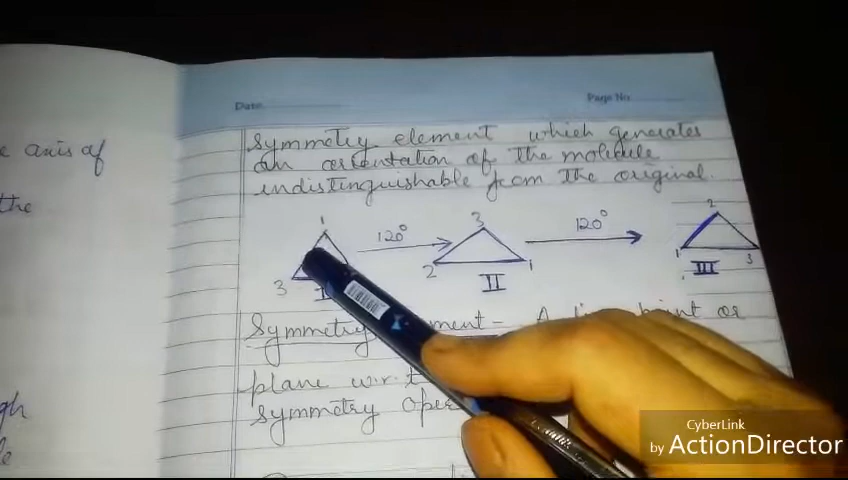 Date
Page No.
e axis of
the
gh
le
Symmetry element which generates
an orientation of the molecule
indistinguishable from the original.
1 120° 3 120° 2
3 2 1 1 3
I II III
Symmetry ment - A line, point or
plane w.r.t
symmetry oper
CyberLink
by ActionDirector